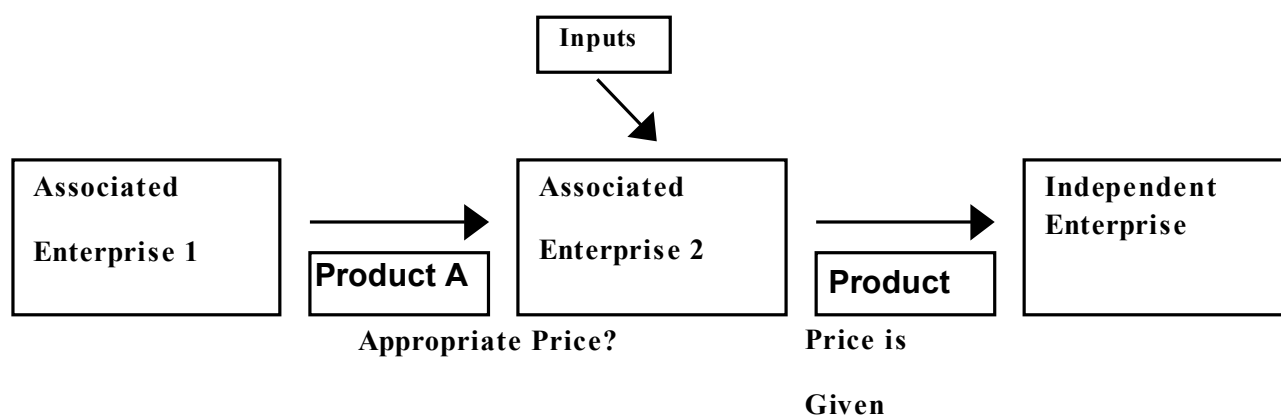 Inputs
Associated
Enterprise 1
Product A
Appropriate Price?
Associated
Enterprise 2
Product
Price is
Given
Independent
Enterprise